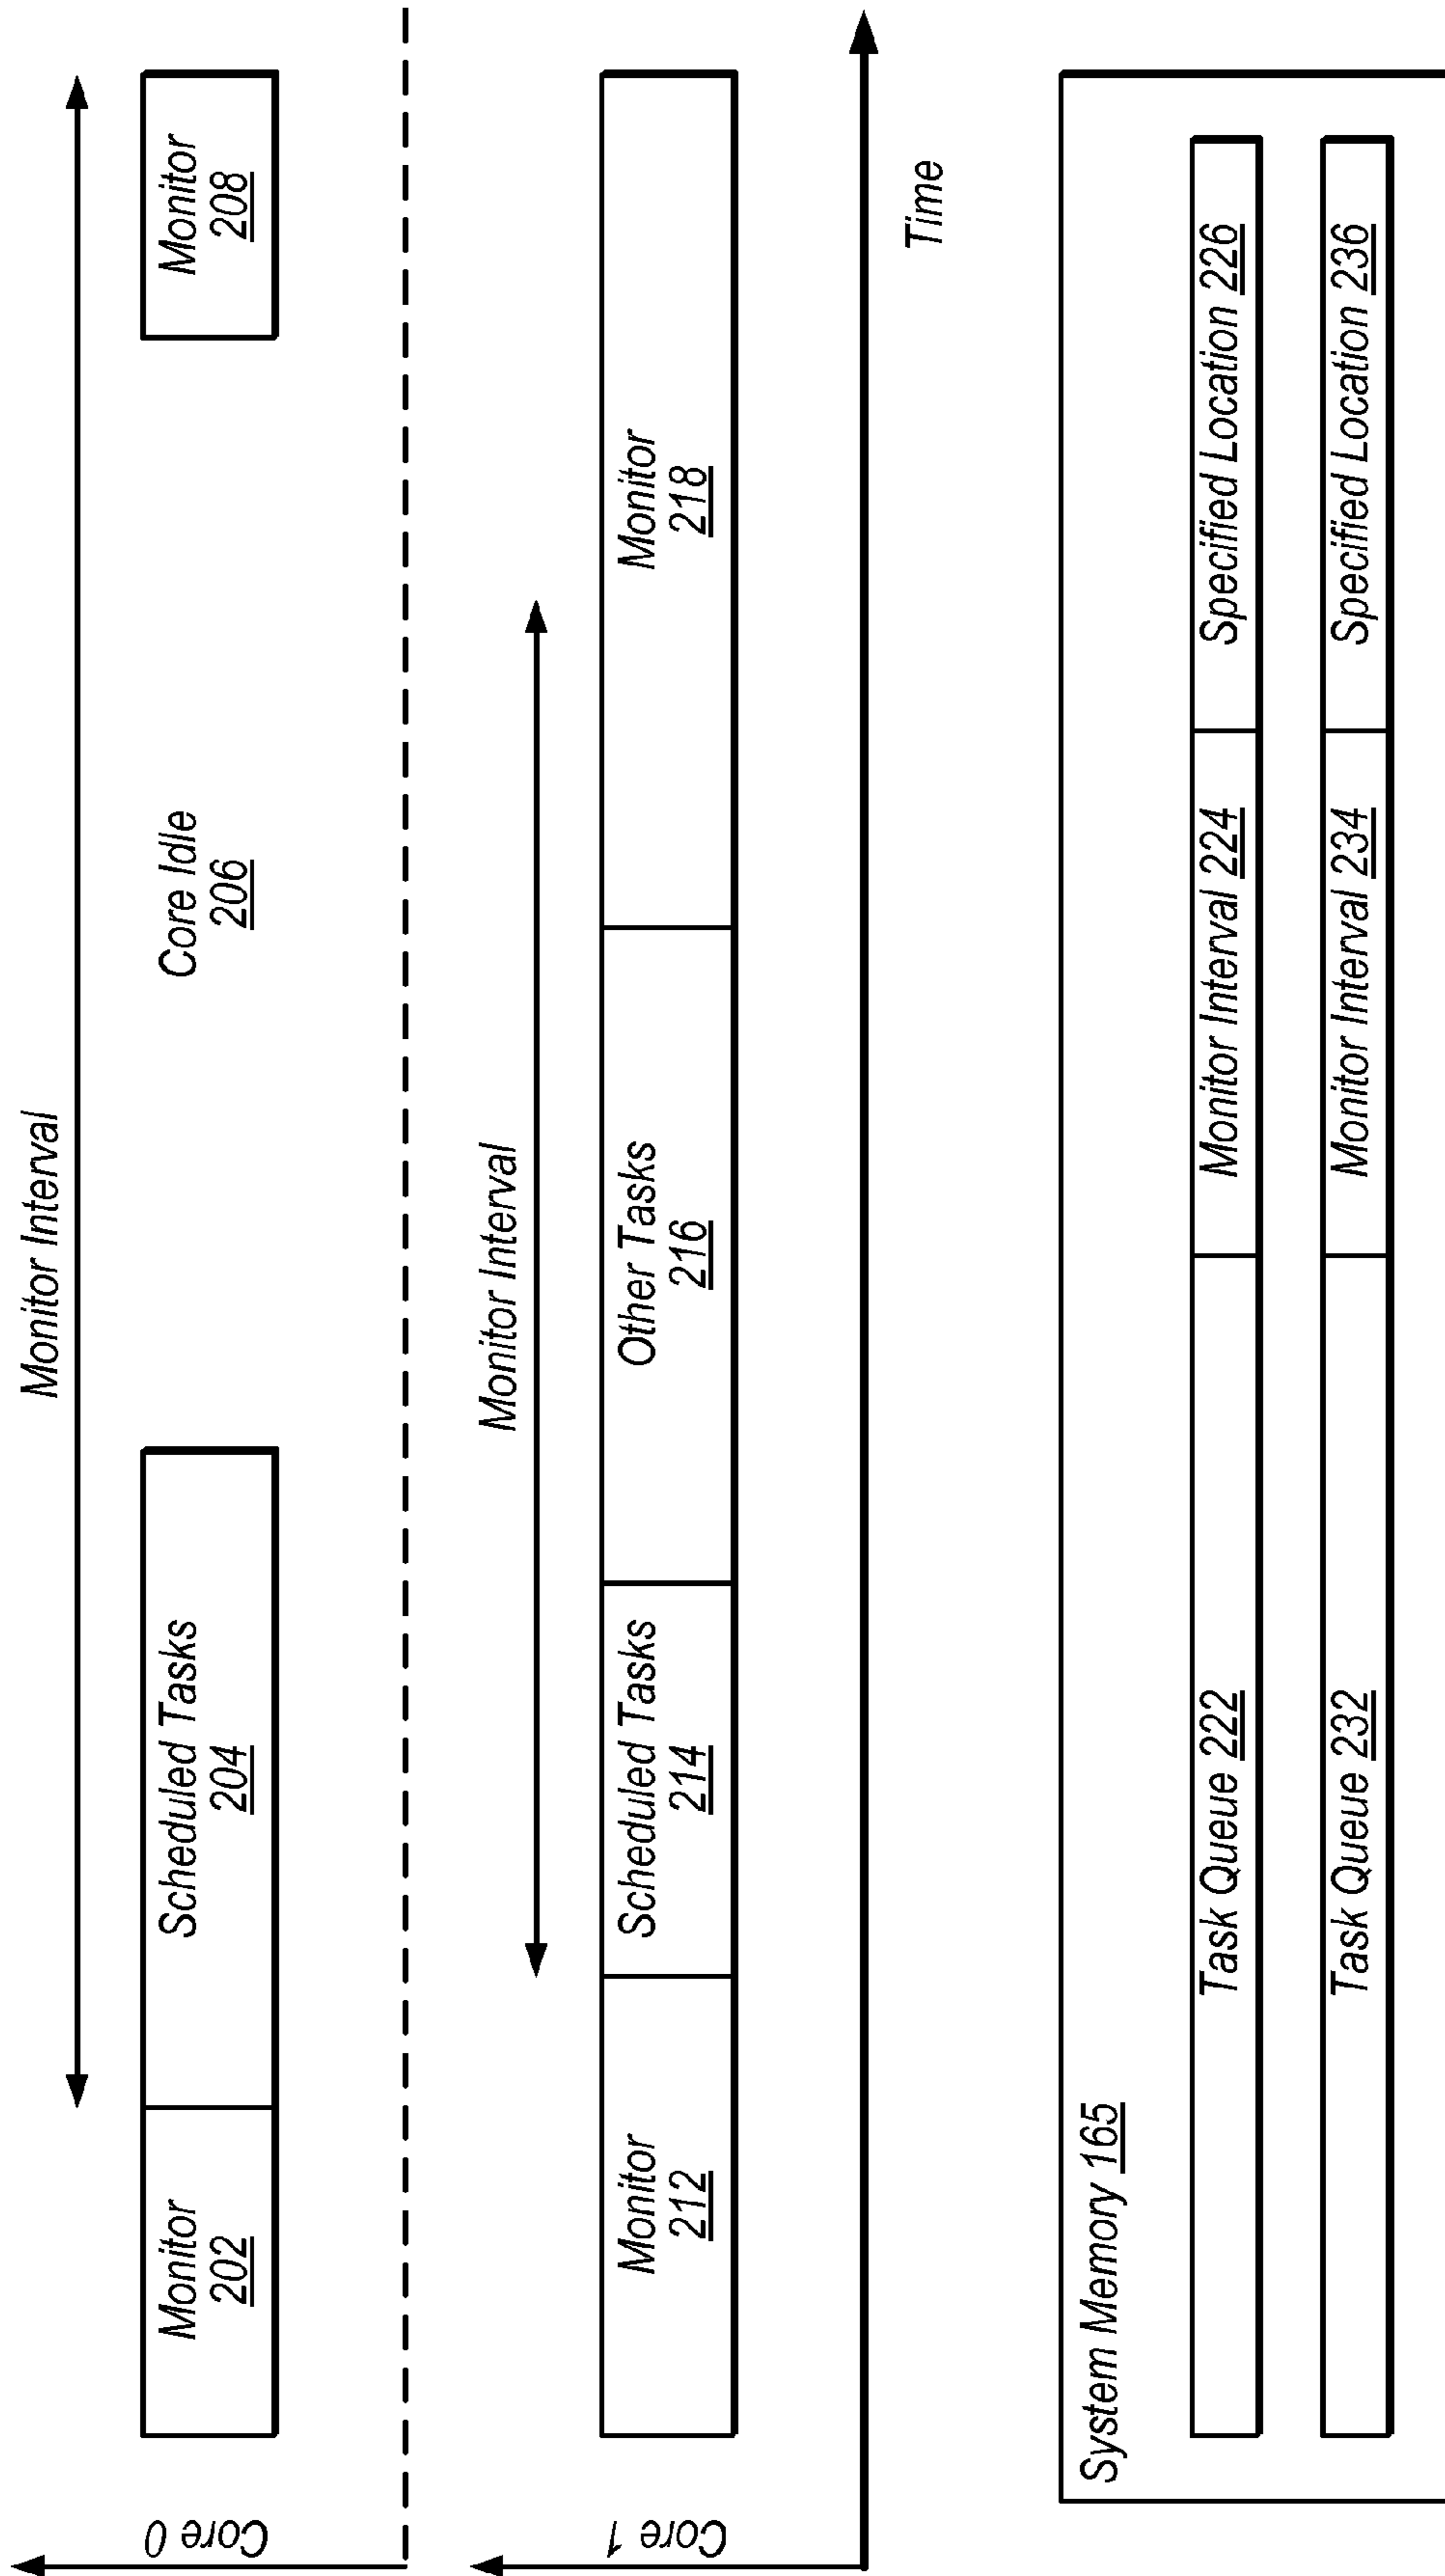 Monitor Interval
Core 0
Monitor
202
Scheduled Tasks
204
Core Idle
206
Monitor
208
Monitor Interval
Core 1
Monitor
212
Scheduled Tasks
214
Other Tasks
216
Monitor
218
Time
System Memory 165
Task Queue 222
Monitor Interval 224
Specified Location 226
Task Queue 232
Monitor Interval 234
Specified Location 236